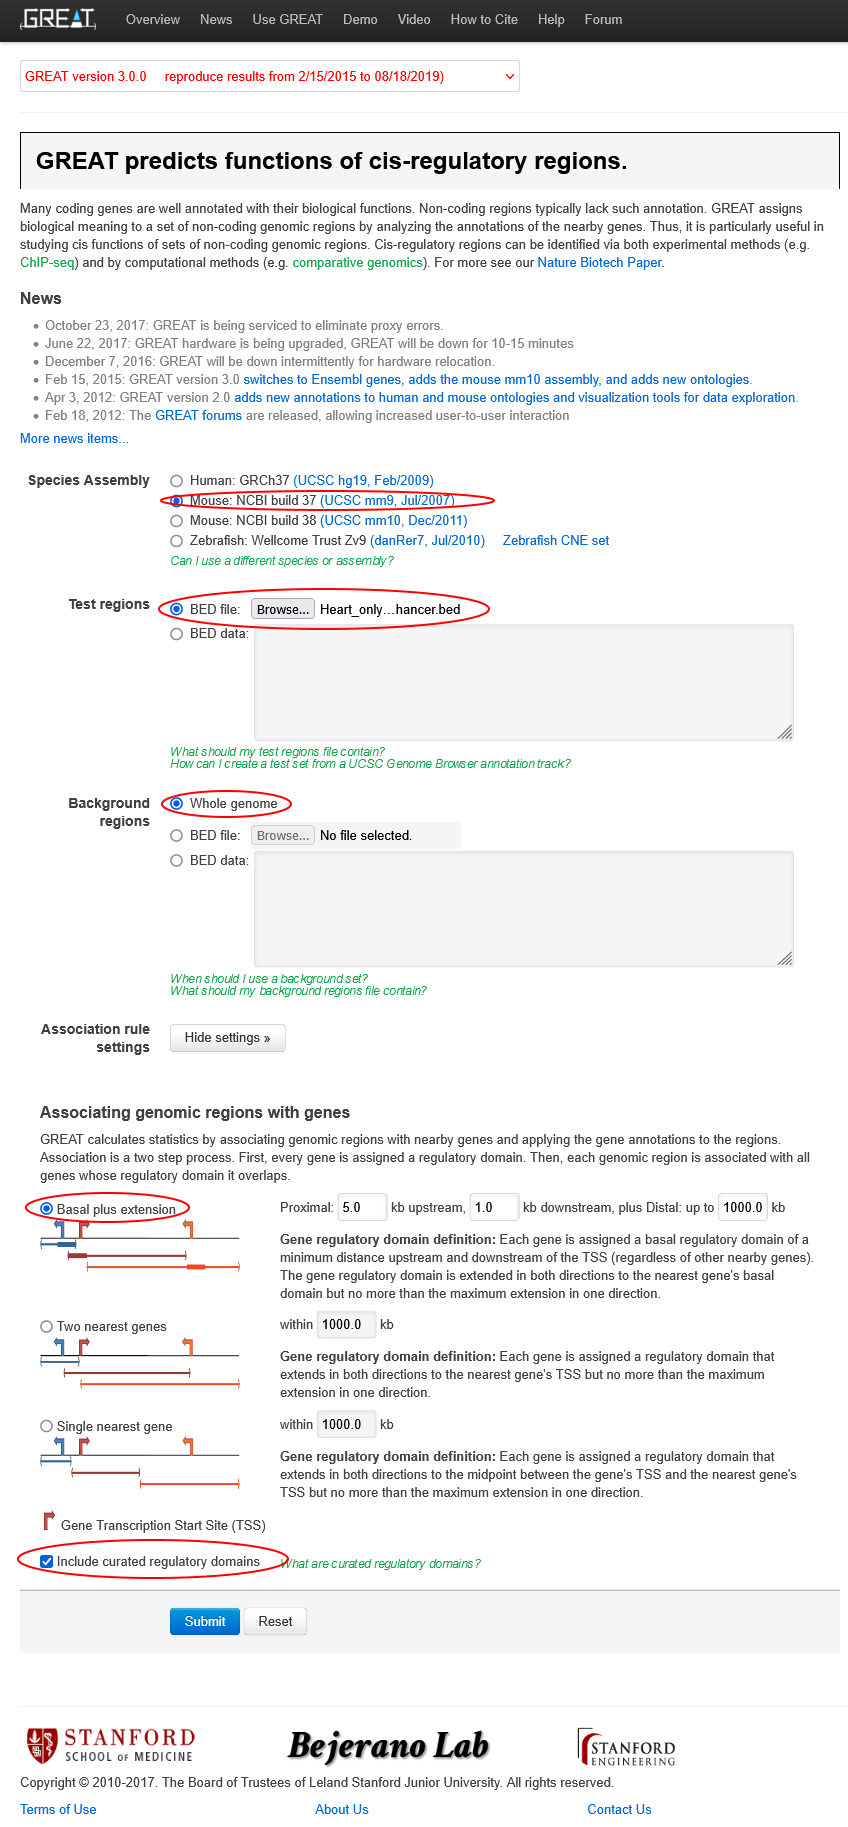 GREAT
Overview News Use GREAT Demo Video How to Cite Help Forum
GREAT version 3.0.0 reproduce results from 2/15/2015 to 08/18/2019)
GREAT predicts functions of cis-regulatory regions.
Many coding genes are well annotated with their biological functions. Non-coding regions typically lack such annotation. GREAT assigns
biological meaning to a set of non-coding genomic regions by analyzing the annotations of the nearby genes. Thus, it is particularly useful in
studying cis functions of sets of non-coding genomic regions. Cis-regulatory regions can be identified via both experimental methods (e.g.
ChIP-seq) and by computational methods (e.g. comparative genomics). For more see our Nature Biotech Paper.
News
• October 23, 2017: GREAT is being serviced to eliminate proxy errors.
• June 22, 2017: GREAT hardware is being upgraded, GREAT will be down for 10-15 minutes
• December 7, 2016: GREAT will be down intermittently for hardware relocation.
• Feb 15, 2015: GREAT version 3.0 switches to Ensembl genes, adds the mouse mm10 assembly, and adds new ontologies.
• Apr 3, 2012: GREAT version 2.0 adds new annotations to human and mouse ontologies and visualization tools for data exploration.
• Feb 18, 2012: The GREAT forums are released, allowing increased user-to-user interaction
More news items...
Species Assembly
Human: GRCh37 (UCSC hg19, Feb/2009)
Mouse: NCBI build 37 (UCSC mm9, Jul/2007)
Mouse: NCBI build 38 (UCSC mm10, Dec/2011)
Zebrafish: Wellcome Trust Zv9 (danRer7, Jul/2010) Zebrafish CNE set
Can I use a different species or assembly?
Test regions
BED file: Browse... Heart_only...hancer.bed
BED data:
What should my test regions file contain?
How can I create a test set from a UCSC Genome Browser annotation track?
Background
regions
Whole genome
BED file: Browse... No file selected.
BED data:
When should I use a background set?
What should my background regions file contain?
Association rule
settings
Hide settings »
Associating genomic regions with genes
GREAT calculates statistics by associating genomic regions with nearby genes and applying the gene annotations to the regions.
Association is a two step process. First, every gene is assigned a regulatory domain. Then, each genomic region is associated with all
genes whose regulatory domain it overlaps.
Basal plus extension
Proximal: 5.0 kb upstream, 1.0 kb downstream, plus Distal: up to 1000.0 kb
Gene regulatory domain definition: Each gene is assigned a basal regulatory domain of a
minimum distance upstream and downstream of the TSS (regardless of other nearby genes).
The gene regulatory domain is extended in both directions to the nearest gene's basal
domain but no more than the maximum extension in one direction.
Two nearest genes
within 1000.0 kb
Gene regulatory domain definition: Each gene is assigned a regulatory domain that
extends in both directions to the nearest gene's TSS but no more than the maximum
extension in one direction.
Single nearest gene
within 1000.0 kb
Gene regulatory domain definition: Each gene is assigned a regulatory domain that
extends in both directions to the midpoint between the gene's TSS and the nearest gene's
TSS but no more than the maximum extension in one direction.
Gene Transcription Start Site (TSS)
Include curated regulatory domains What are curated regulatory domains?
Submit Reset
STANFORD
SCHOOL OF MEDICINE
Bejerano Lab
STANFORD
ENGINEERING
Copyright © 2010-2017. The Board of Trustees of Leland Stanford Junior University. All rights reserved.
Terms of Use About Us Contact Us